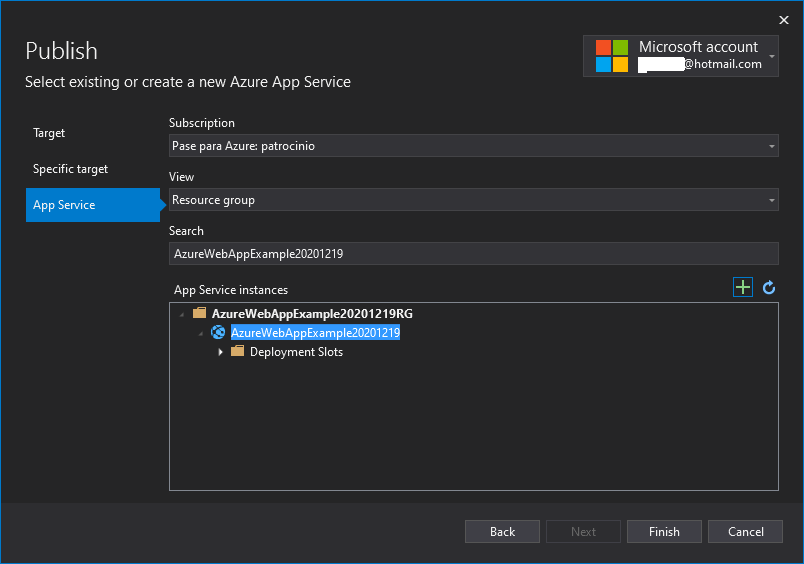 Publish
Select existing or create a new Azure App Service
Microsoft account
@hotmail.com
Target
Specific target
App Service
Subscription
Pase para Azure: patrocinio
View
Resource group
Search
AzureWebAppExample20201219
App Service instances
AzureWebAppExample20201219RG
AzureWebAppExample20201219
Deployment Slots
Back
Next
Finish
Cancel